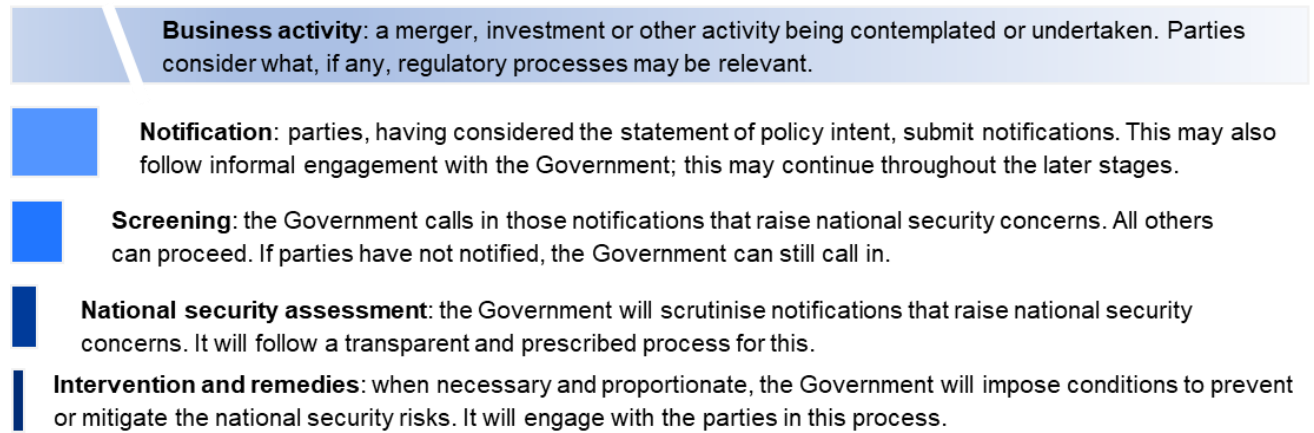 Business activity: a merger, investment or other activity being contemplated or undertaken. Parties
consider what, if any, regulatory processes may be relevant.
Notification: parties, having considered the statement of policy intent, submit notifications. This may also
follow informal engagement with the Government; this may continue throughout the later stages.
Screening: the Government calls in those notifications that raise national security concerns. All others
can proceed. If parties have not notified, the Government can still call in.
National security assessment: the Government will scrutinise notifications that raise national security
concerns. It will follow a transparent and prescribed process for this.
Intervention and remedies: when necessary and proportionate, the Government will impose conditions to prevent
or mitigate the national security risks. It will engage with the parties in this process.